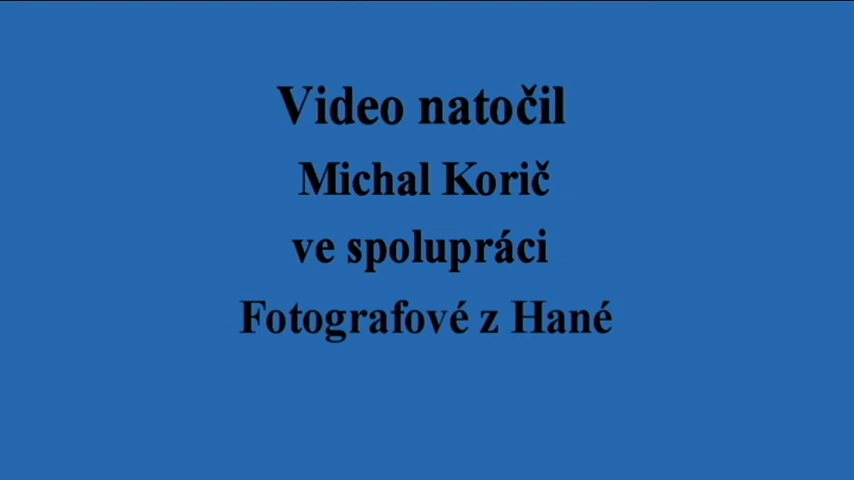 Video natočil
Michal Korič
ve spolupráci
Fotografové z Hané